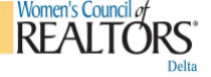 Women's Council of
REALTORS®
Delta